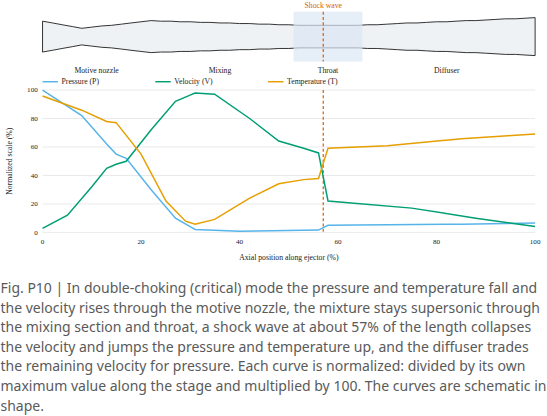 Shock wave
Motive nozzle Mixing Throat Diffuser
Pressure (P) Velocity (V) Temperature (T)
Normalized scale (%)
100
80
60
40
20
0
0 20 40 60 80 100
Axial position along ejector (%)
Fig. P10 | In double-choking (critical) mode the pressure and temperature fall and
the velocity rises through the motive nozzle, the mixture stays supersonic through
the mixing section and throat, a shock wave at about 57% of the length collapses
the velocity and jumps the pressure and temperature up, and the diffuser trades
the remaining velocity for pressure. Each curve is normalized: divided by its own
maximum value along the stage and multiplied by 100. The curves are schematic in
shape.